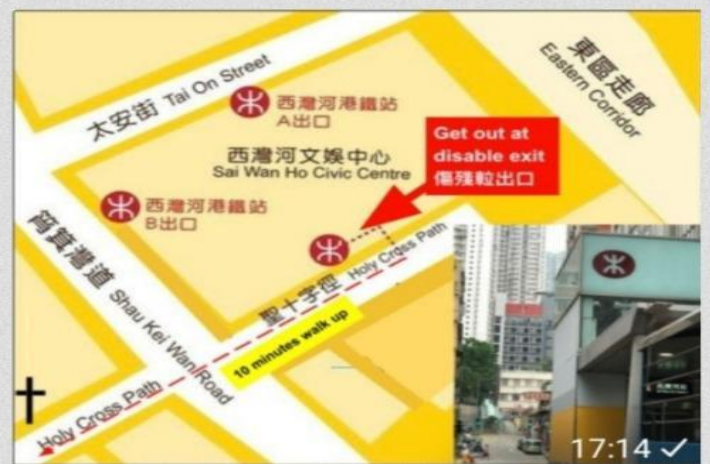 太安街 Tai On Street
西灣河港鐵站
A出口
東區走廊
Eastern Corridor
Get out at
disable exit
傷殘粒出口
西灣河文娛中心
Sai Wan Ho Civic Centre
西灣河港鐵站
B出口
筲箕灣道 Shau Kei Wan Road
聖十字徑 Holy Cross Path
10 minutes walk up
Holy Cross Path
17:14